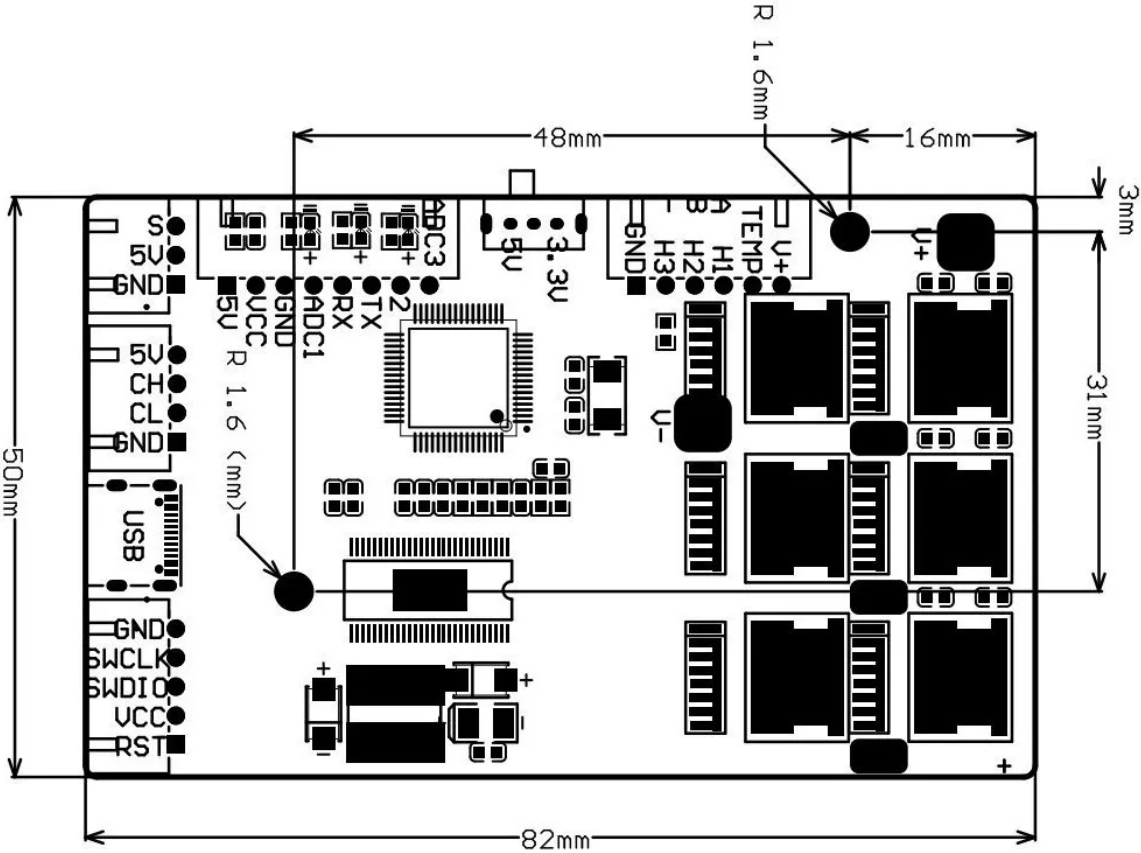 R 1.6mm
48mm
16mm
3mm
S
5V
GND
ADC3
5V
3.3V
GND
H3
H2
H1
TEMP
V+
A
B
V+
5V
VCC
GND
ADC1
RX
TX
2
+
+
+
R 1.6 (mm)
5V
CH
CL
GND
V-
31mm
50mm
USB
GND
SWCLK
SWDIO
VCC
RST
+
-
+
-
+
82mm